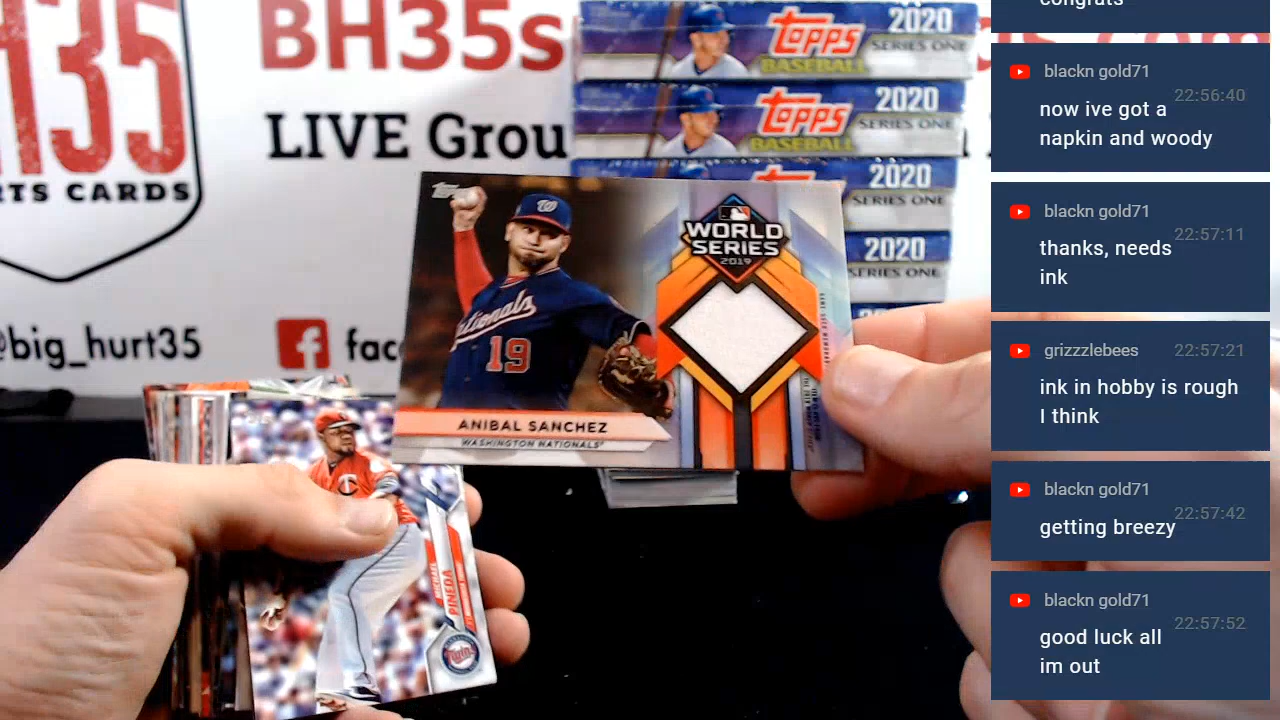 H35
RTS CARDS
BH35s
LIVE Grou
@big_hurt35
f
fac
2020
Topps
SERIES ONE
BASEBALL
2020
Topps
SERIES ONE
BASEBALL
2020
SERIES ONE
2020
SERIES ONE
Topps
W
Nationals
19
WORLD
SERIES
2019
ANIBAL SANCHEZ
WASHINGTON NATIONALS
MICHAEL
PINEDA
Twins
congrats
blackn gold71
22:56:40
now ive got a
napkin and woody
blackn gold71
22:57:11
thanks, needs
ink
grizzzlebees 22:57:21
ink in hobby is rough
I think
blackn gold71
22:57:42
getting breezy
blackn gold71
22:57:52
good luck all
im out